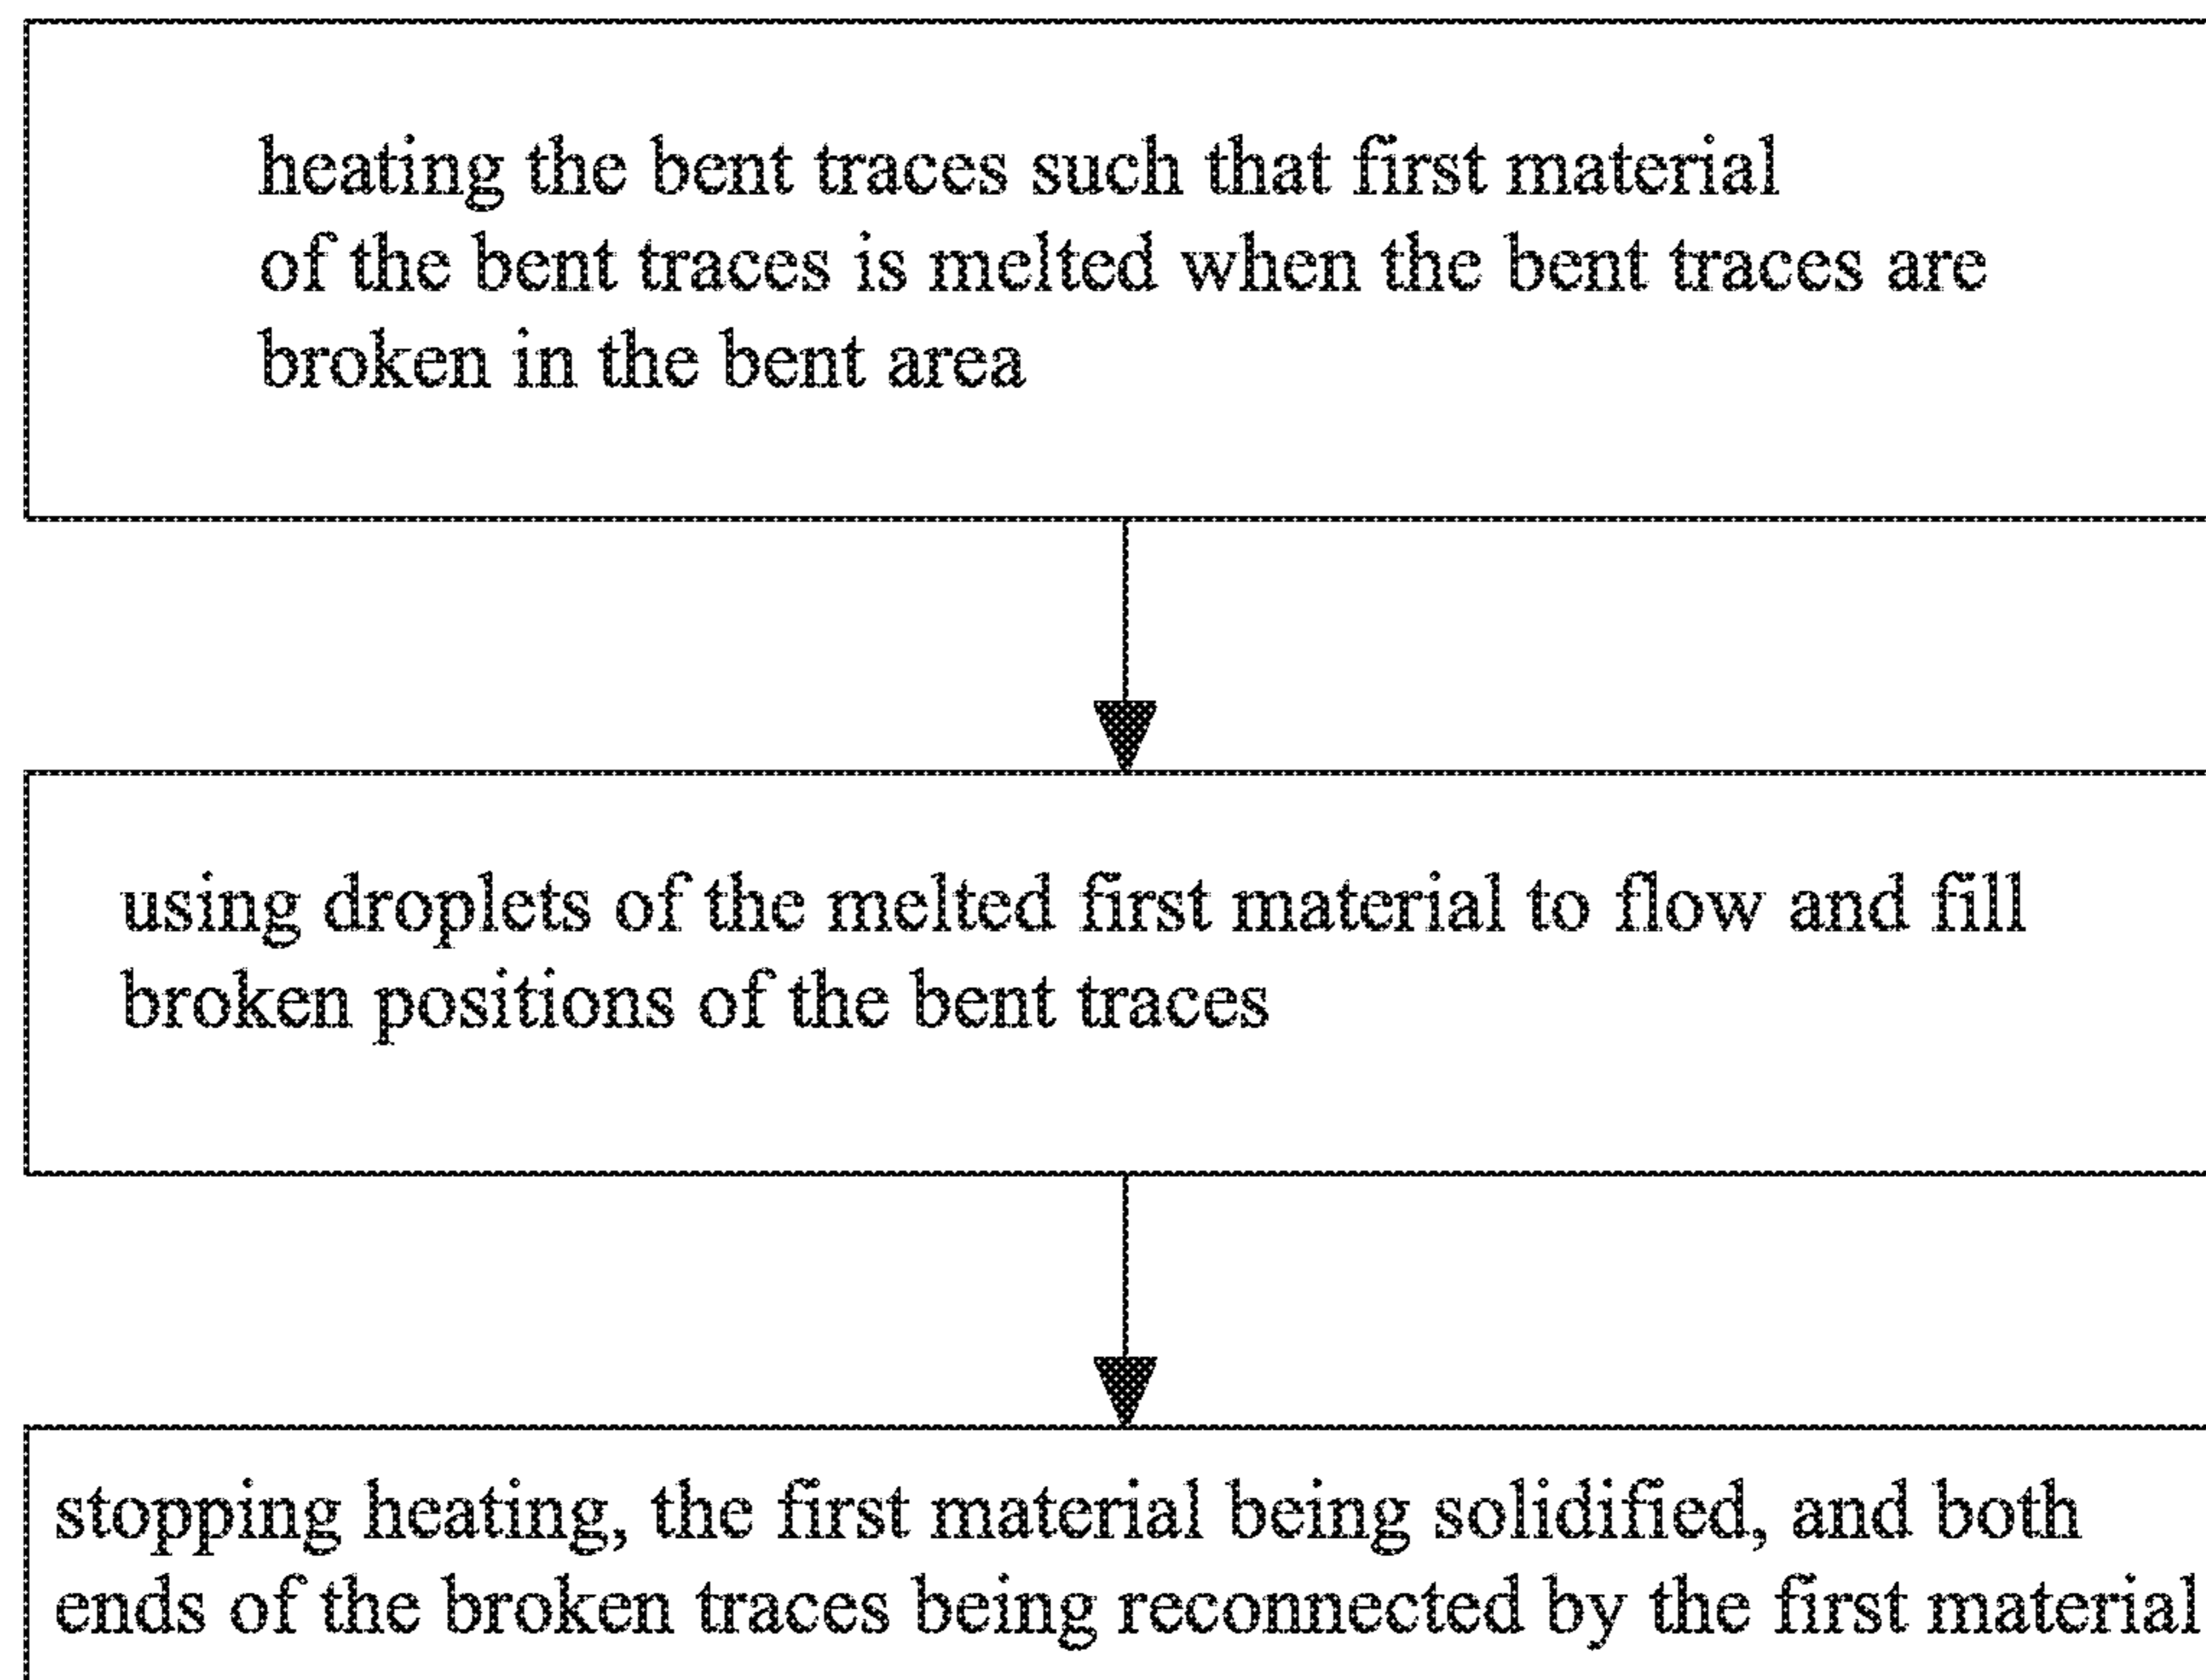 heating the bent traces such that first material
of the bent traces is melted when the bent traces are
broken in the bent area
using droplets of the melted first material to flow and fill
broken positions of the bent traces
stopping heating, the first material being solidified, and both
ends of the broken traces being reconnected by the first material